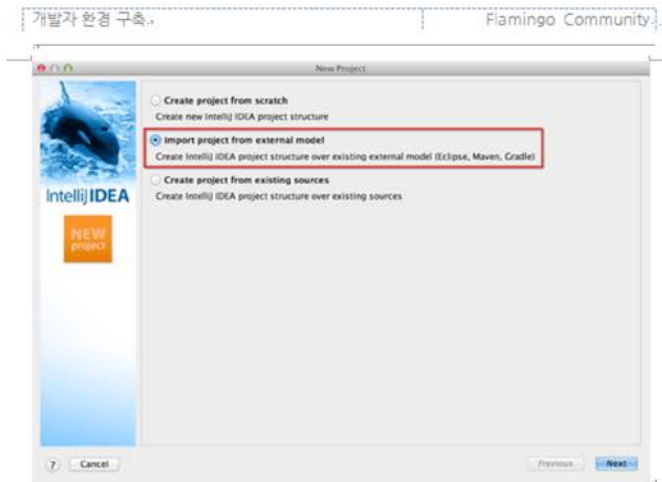 개발자 환경 구축
Flamingo Community
New Project
Create project from scratch
Create new IntelliJ IDEA project structure
Import project from external model
Create IntelliJ IDEA project structure over existing external model (Eclipse, Maven, Gradle)
Create project from existing sources
Create IntelliJ IDEA project structure over existing sources
IntelliJ IDEA
NEW
project
? Cancel
Previous Next